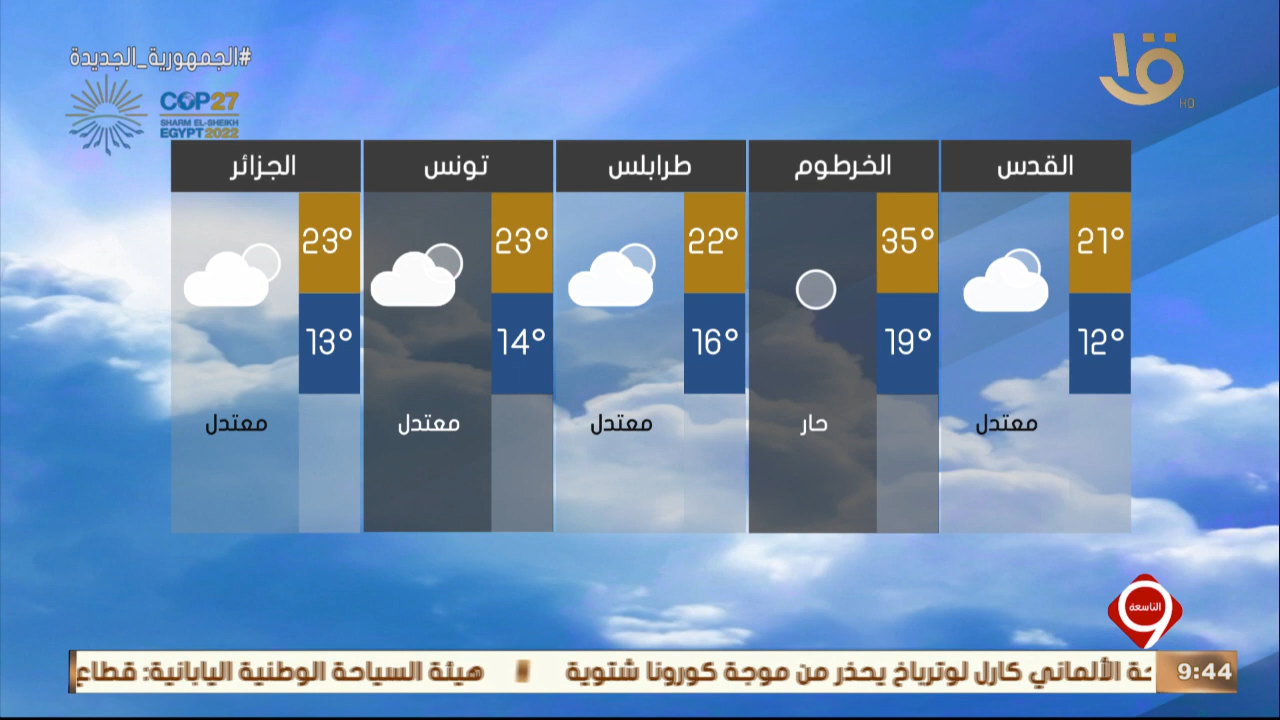 #الجمهورية_الجديدة
HD
COP27
SHARM EL-SHEIKH
EGYPT 2022
القدس
21°
12°
معتدل
الخرطوم
35°
19°
حار
طرابلس
22°
16°
معتدل
تونس
23°
14°
معتدل
الجزائر
23°
13°
معتدل
التاسعة
9
9:44
الألماني كارل لوترباخ يحذر من موجة كورونا شتوية
هيئة السياحة الوطنية اليابانية: قطاع